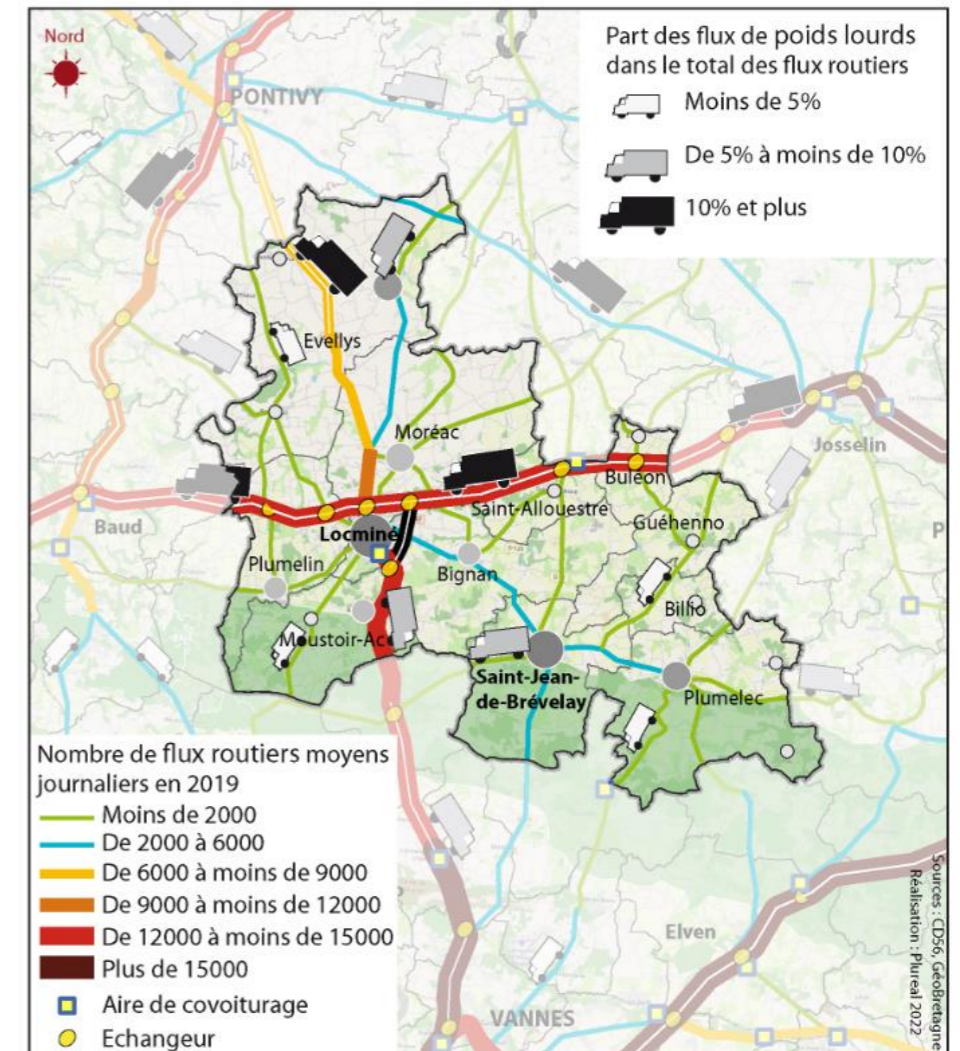 Nord
Part des flux de poids lourds
dans le total des flux routiers
Moins de 5%
De 5% à moins de 10%
10% et plus
PONTIVY
Evellys
Moréac
Josselin
Buléon
Baud
Saint-Allouestre
Guéhenno
Locminé
Plumelin
Bignan
Billio
Moustoir-Ac
Saint-Jean-
de-Brévelay
Plumelec
Nombre de flux routiers moyens
journaliers en 2019
Moins de 2000
De 2000 à 6000
De 6000 à moins de 9000
De 9000 à moins de 12000
De 12000 à moins de 15000
Plus de 15000
Aire de covoiturage
Echangeur
Elven
VANNES
Sources : CD56, GéoBretagne
Réalisation : Plureal 2022